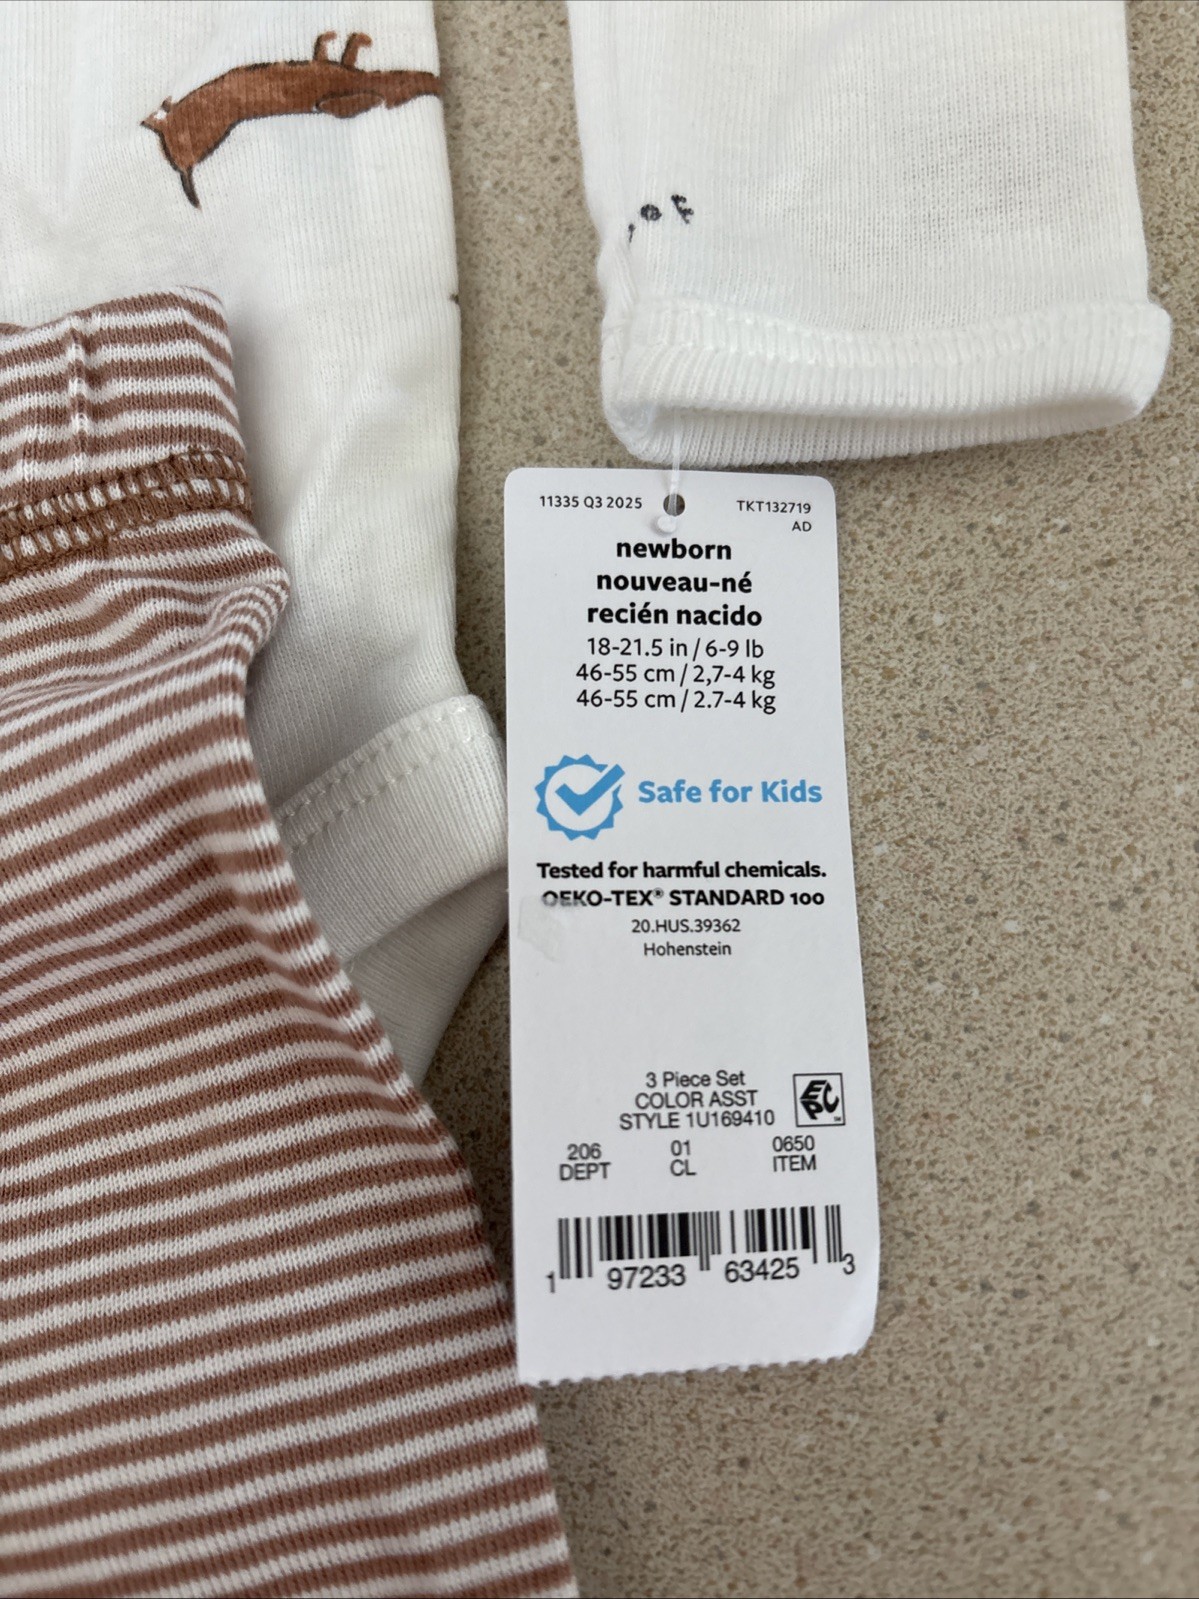 11335 Q3 2025
TKT132719
AD
newborn
nouveau-né
recién nacido
18-21.5 in / 6-9 lb
46-55 cm / 2,7-4 kg
46-55 cm / 2.7-4 kg
Safe for Kids
Tested for harmful chemicals.
OEKO-TEX® STANDARD 100
20.HUS.39362
Hohenstein
3 Piece Set
COLOR ASST
STYLE 1U169410
EPC
206 01 0650
DEPT CL ITEM
1 97233 63425 3